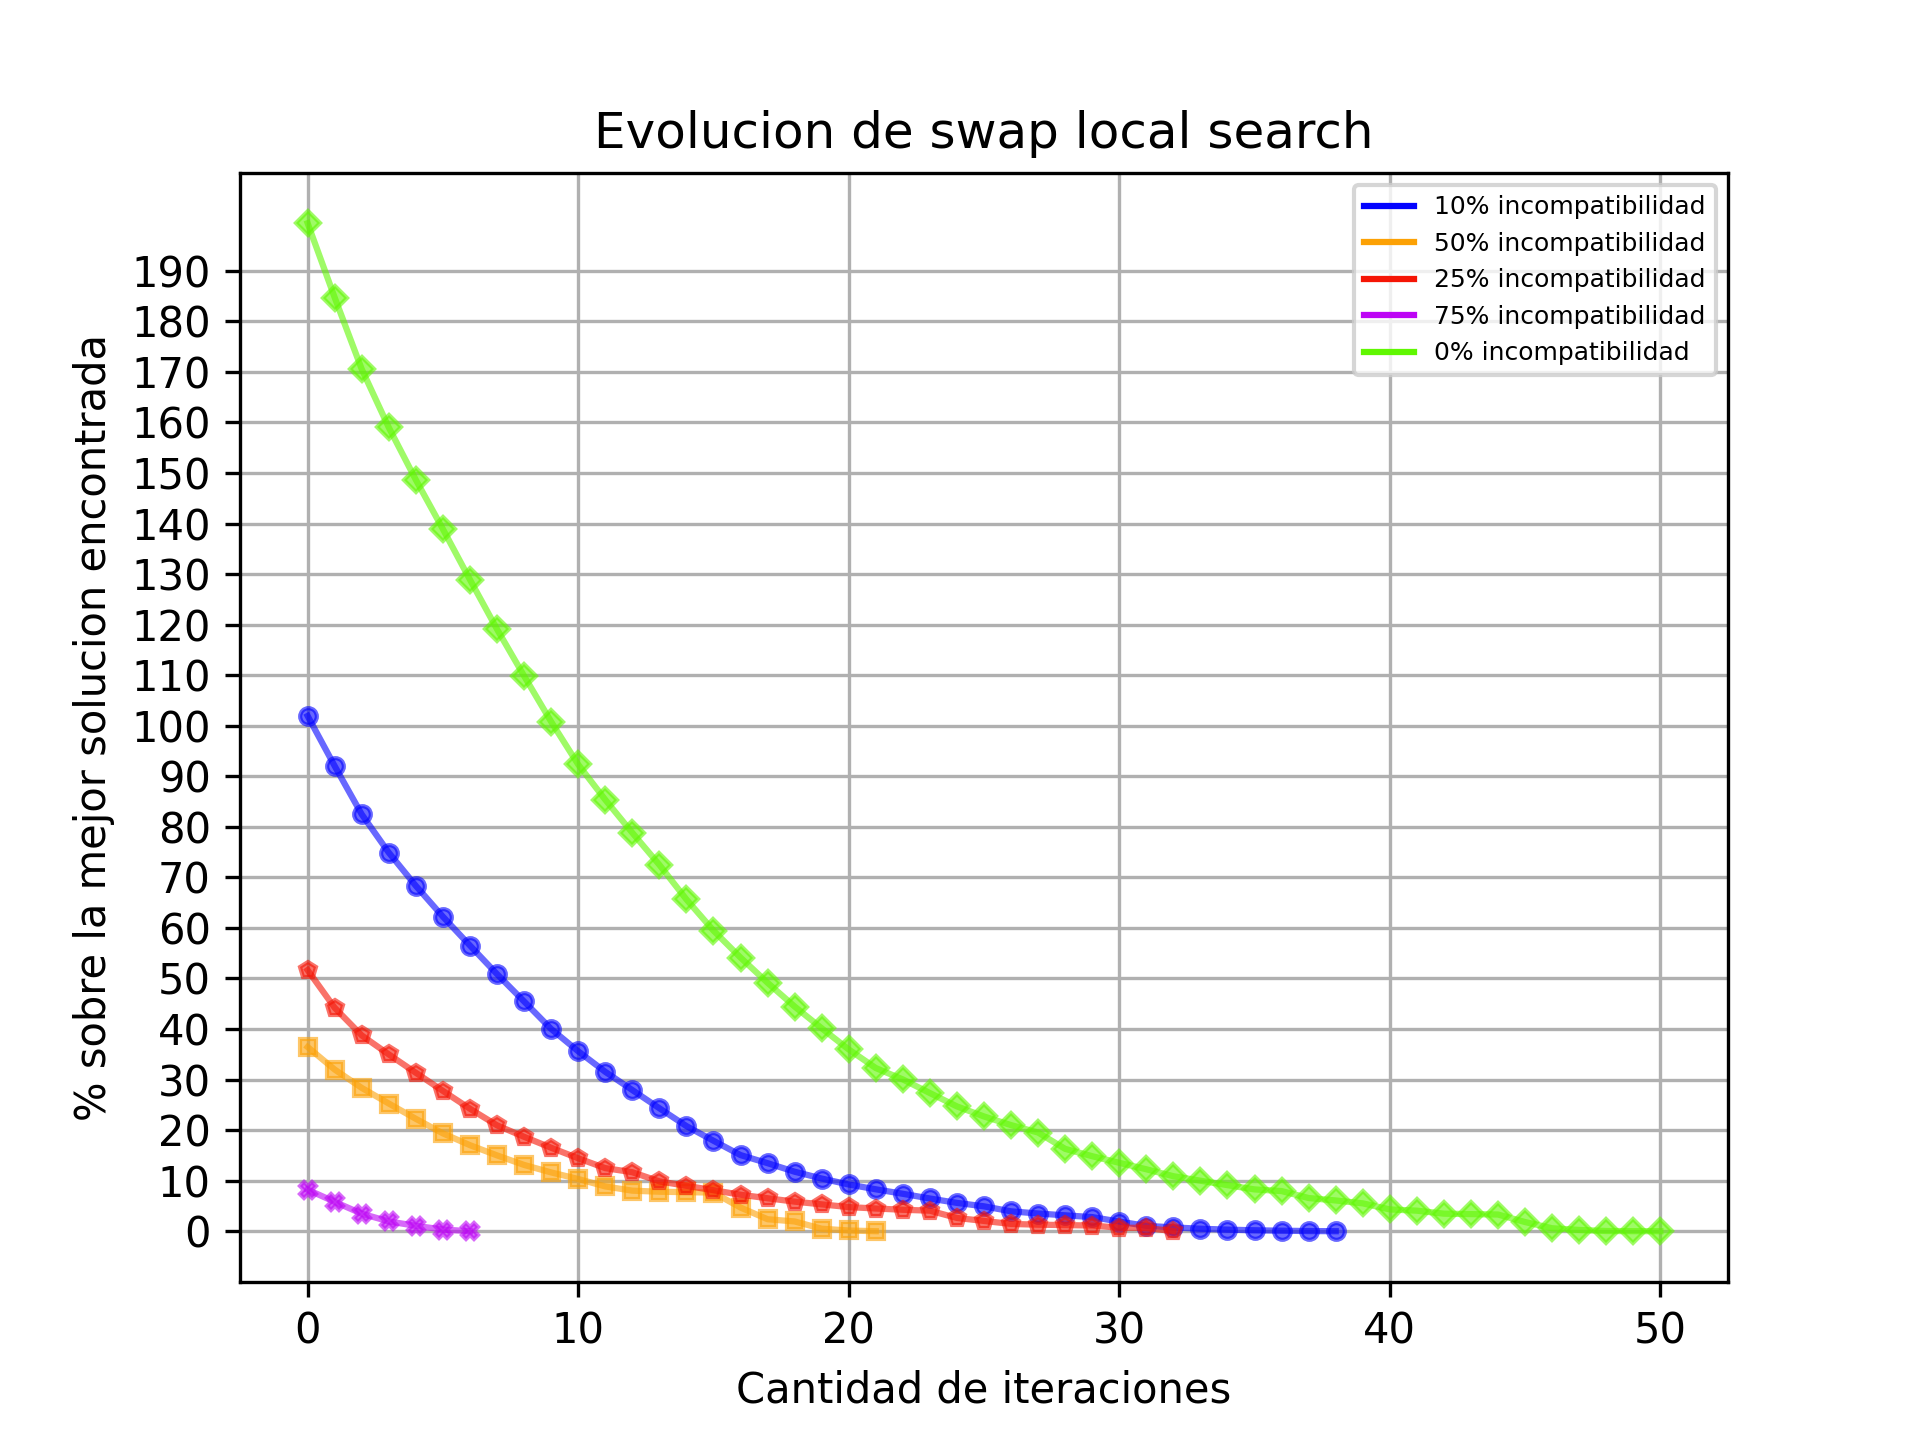 Evolucion de swap local search
10% incompatibilidad
50% incompatibilidad
25% incompatibilidad
75% incompatibilidad
0% incompatibilidad
% sobre la mejor solucion encontrada
190
180
170
160
150
140
130
120
110
100
90
80
70
60
50
40
30
20
10
0
0 10 20 30 40 50
Cantidad de iteraciones